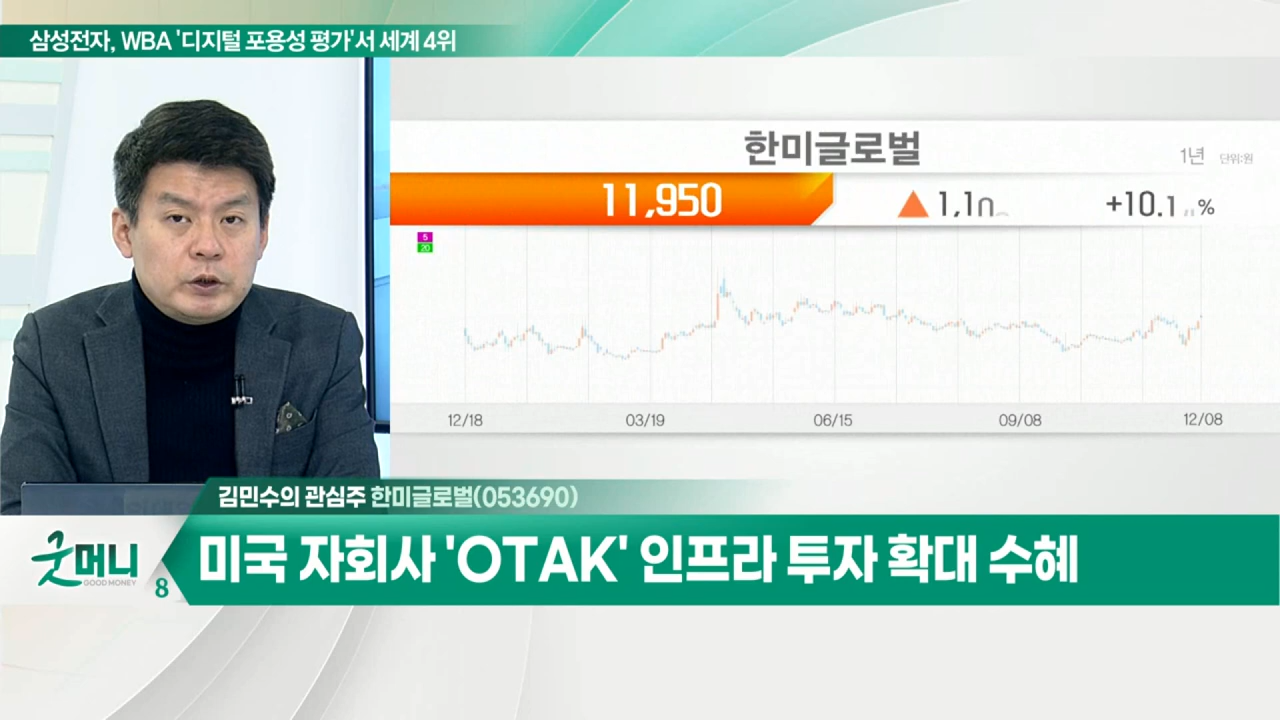 삼성전자, WBA '디지털 포용성 평가'서 세계 4위
한미글로벌
1년 단위:원
11,950
▲
%
5
20
12/18 03/19 06/15 09/08 12/08
김민수의 관심주 한미글로벌(053690)
굿머니
GOOD MONEY
8
미국 자회사 'OTAK' 인프라 투자 확대 수혜